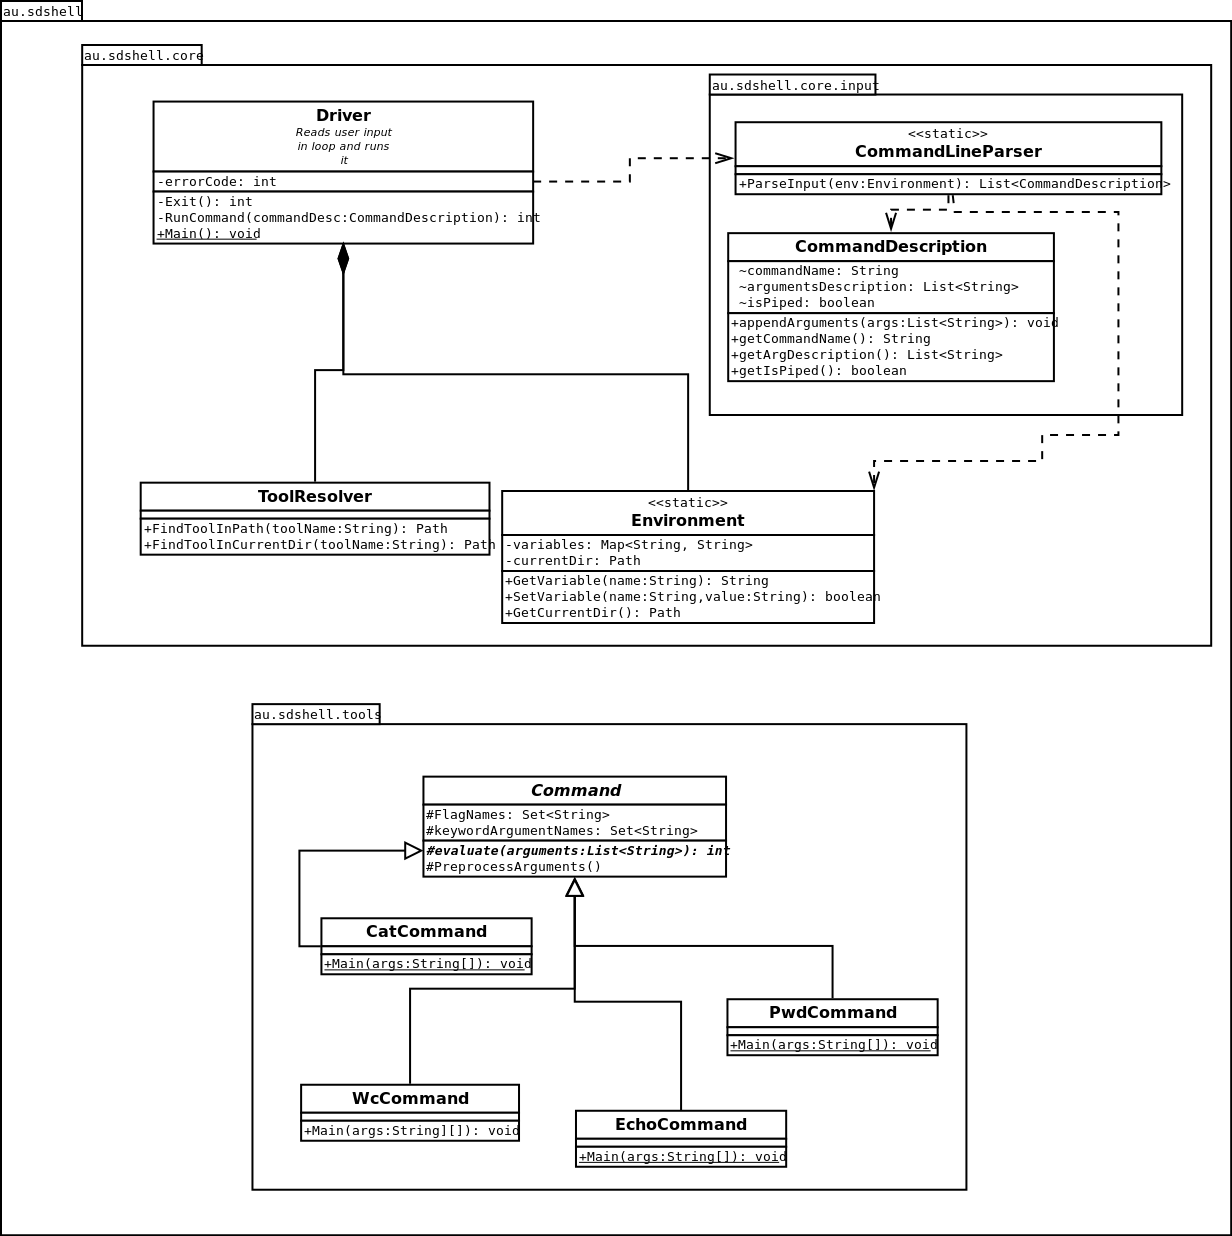 au.sdshell
au.sdshell.core
au.sdshell.core.input
Driver
Reads user input
in loop and runs
it
-errorCode: int
-Exit(): int
-RunCommand(commandDesc:CommandDescription): int
+Main(): void
<<static>>
CommandLineParser
+ParseInput(env:Environment): List<CommandDescription>
CommandDescription
~commandName: String
~argumentsDescription: List<String>
~isPiped: boolean
+appendArguments(args:List<String>): void
+getCommandName(): String
+getArgDescription(): List<String>
+getIsPiped(): boolean
ToolResolver
+FindToolInPath(toolName:String): Path
+FindToolInCurrentDir(toolName:String): Path
<<static>>
Environment
-variables: Map<String, String>
-currentDir: Path
+GetVariable(name:String): String
+SetVariable(name:String,value:String): boolean
+GetCurrentDir(): Path
au.sdshell.tools
Command
#FlagNames: Set<String>
#keywordArgumentNames: Set<String>
#evaluate(arguments:List<String>): int
#PreprocessArguments()
CatCommand
+Main(args:String[]): void
PwdCommand
+Main(args:String[]): void
WcCommand
+Main(args:String][]): void
EchoCommand
+Main(args:String[]): void